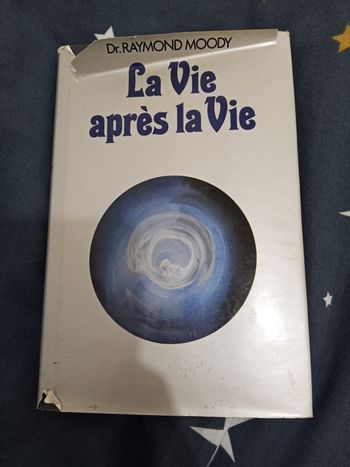 Dr. RAYMOND MOODY
La Vie
après la Vie